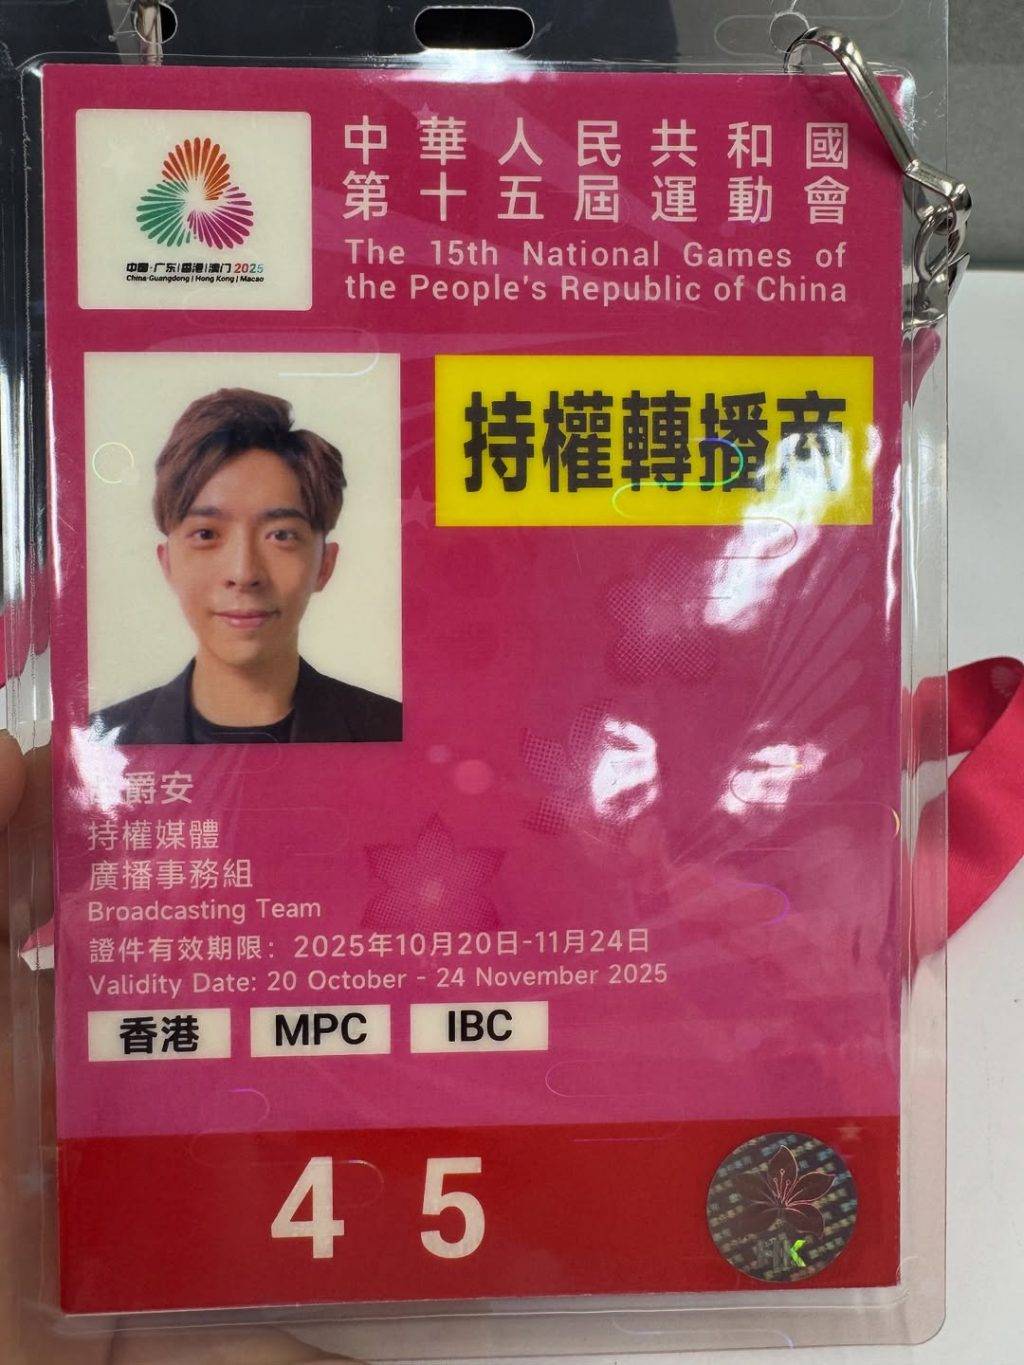 中国·广东|香港|澳门 2025
China·Guangdong | Hong Kong | Macao
中華人民共和國
第十五屆運動會
The 15th National Games of
the People's Republic of China
持權轉播商
爵安
持權媒體
廣播事務組
Broadcasting Team
證件有效期限：2025年10月20日-11月24日
Validity Date: 20 October - 24 November 2025
香港 MPC IBC
4 5
HK